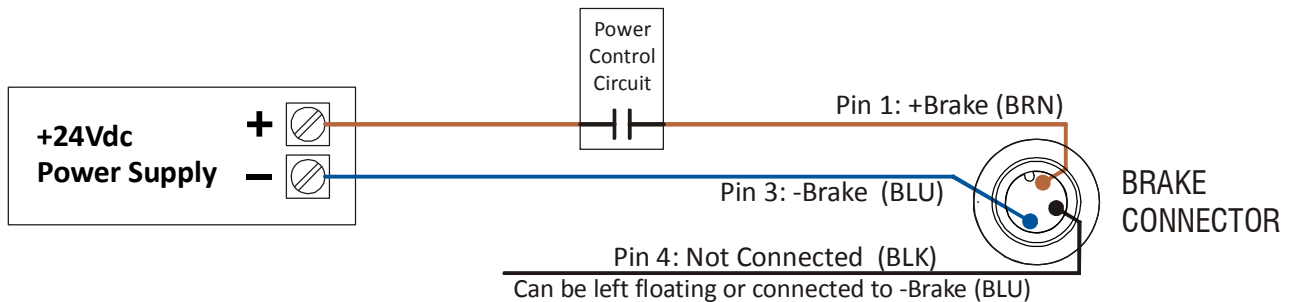 Power
Control
Circuit
+24Vdc
Power Supply
+
−
Pin 1: +Brake (BRN)
Pin 3: -Brake (BLU)
BRAKE
CONNECTOR
Pin 4: Not Connected (BLK)
Can be left floating or connected to -Brake (BLU)